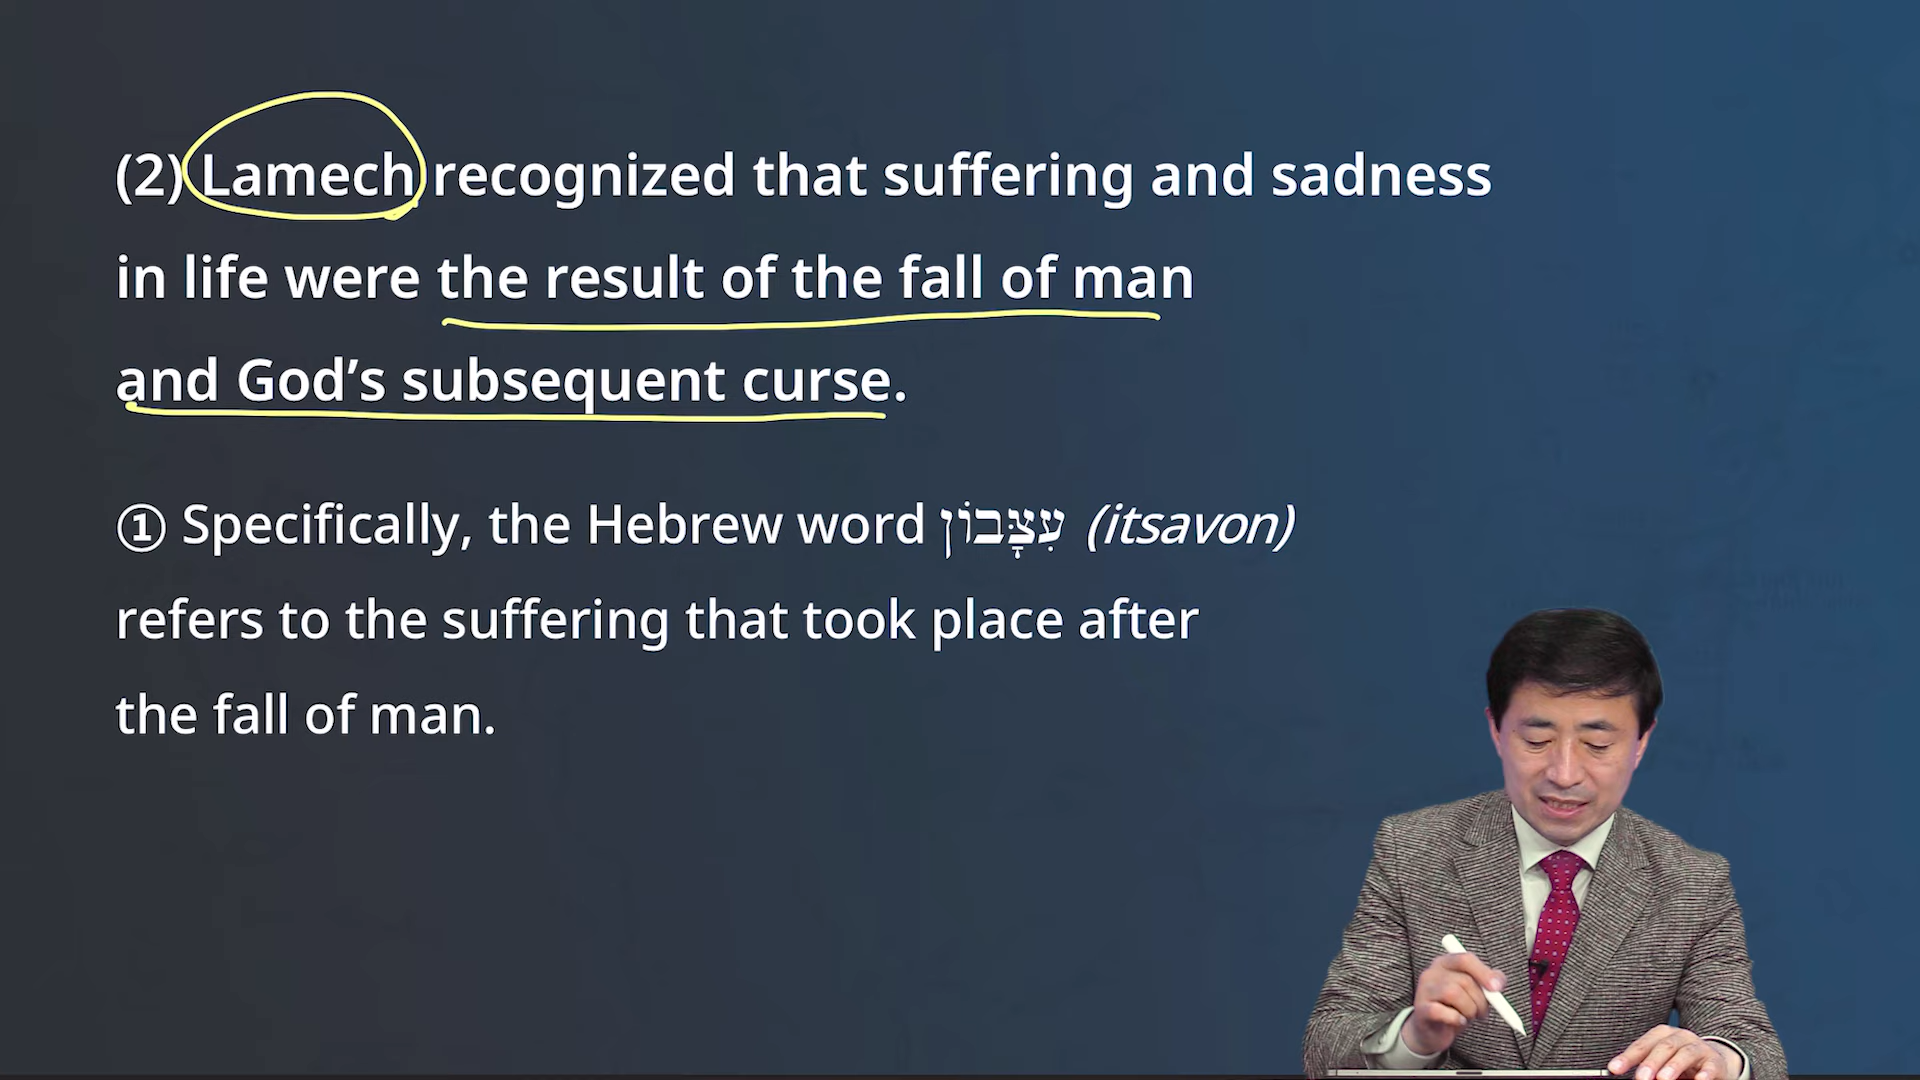 (2) Lamech recognized that suffering and sadness
in life were the result of the fall of man
and God’s subsequent curse.
① Specifically, the Hebrew word עִצָּבוֹן (itsavon)
refers to the suffering that took place after
the fall of man.